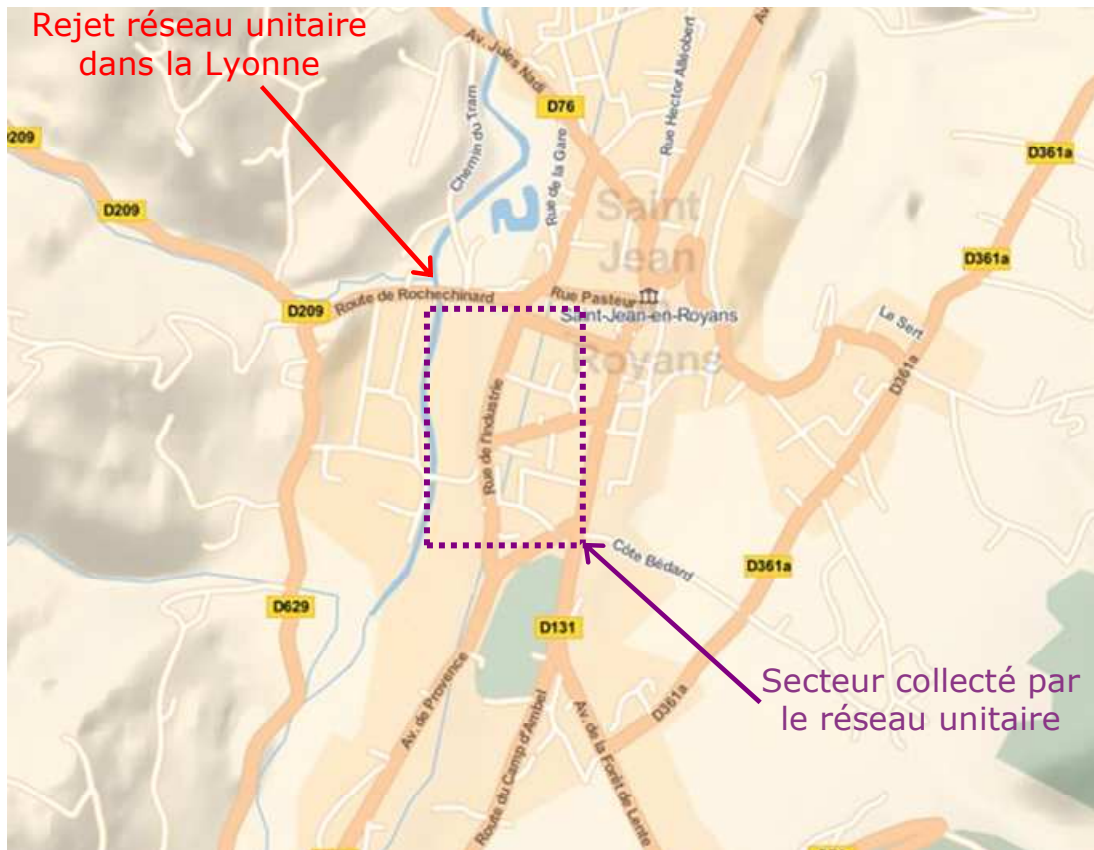 Rejet réseau unitaire
dans la Lyonne
Av. Jules Nadi
Av.
D76
Rue Hector Alléobert
Chemin du Tram
Rue de la Gare
D209
D361a
D209
Saint
Jean
D361a
D209
Route de Rochechinard
Rue Pasteur
Saint-Jean-en-Royans
Le Sert
Royans
D361a
Rue de l'Industrie
Côte Bédard
D361a
D629
D131
Secteur collecté par
le réseau unitaire
D361a
Av. de Provence
Route du Camp d'Ambel
Av. de la Forêt de Lente